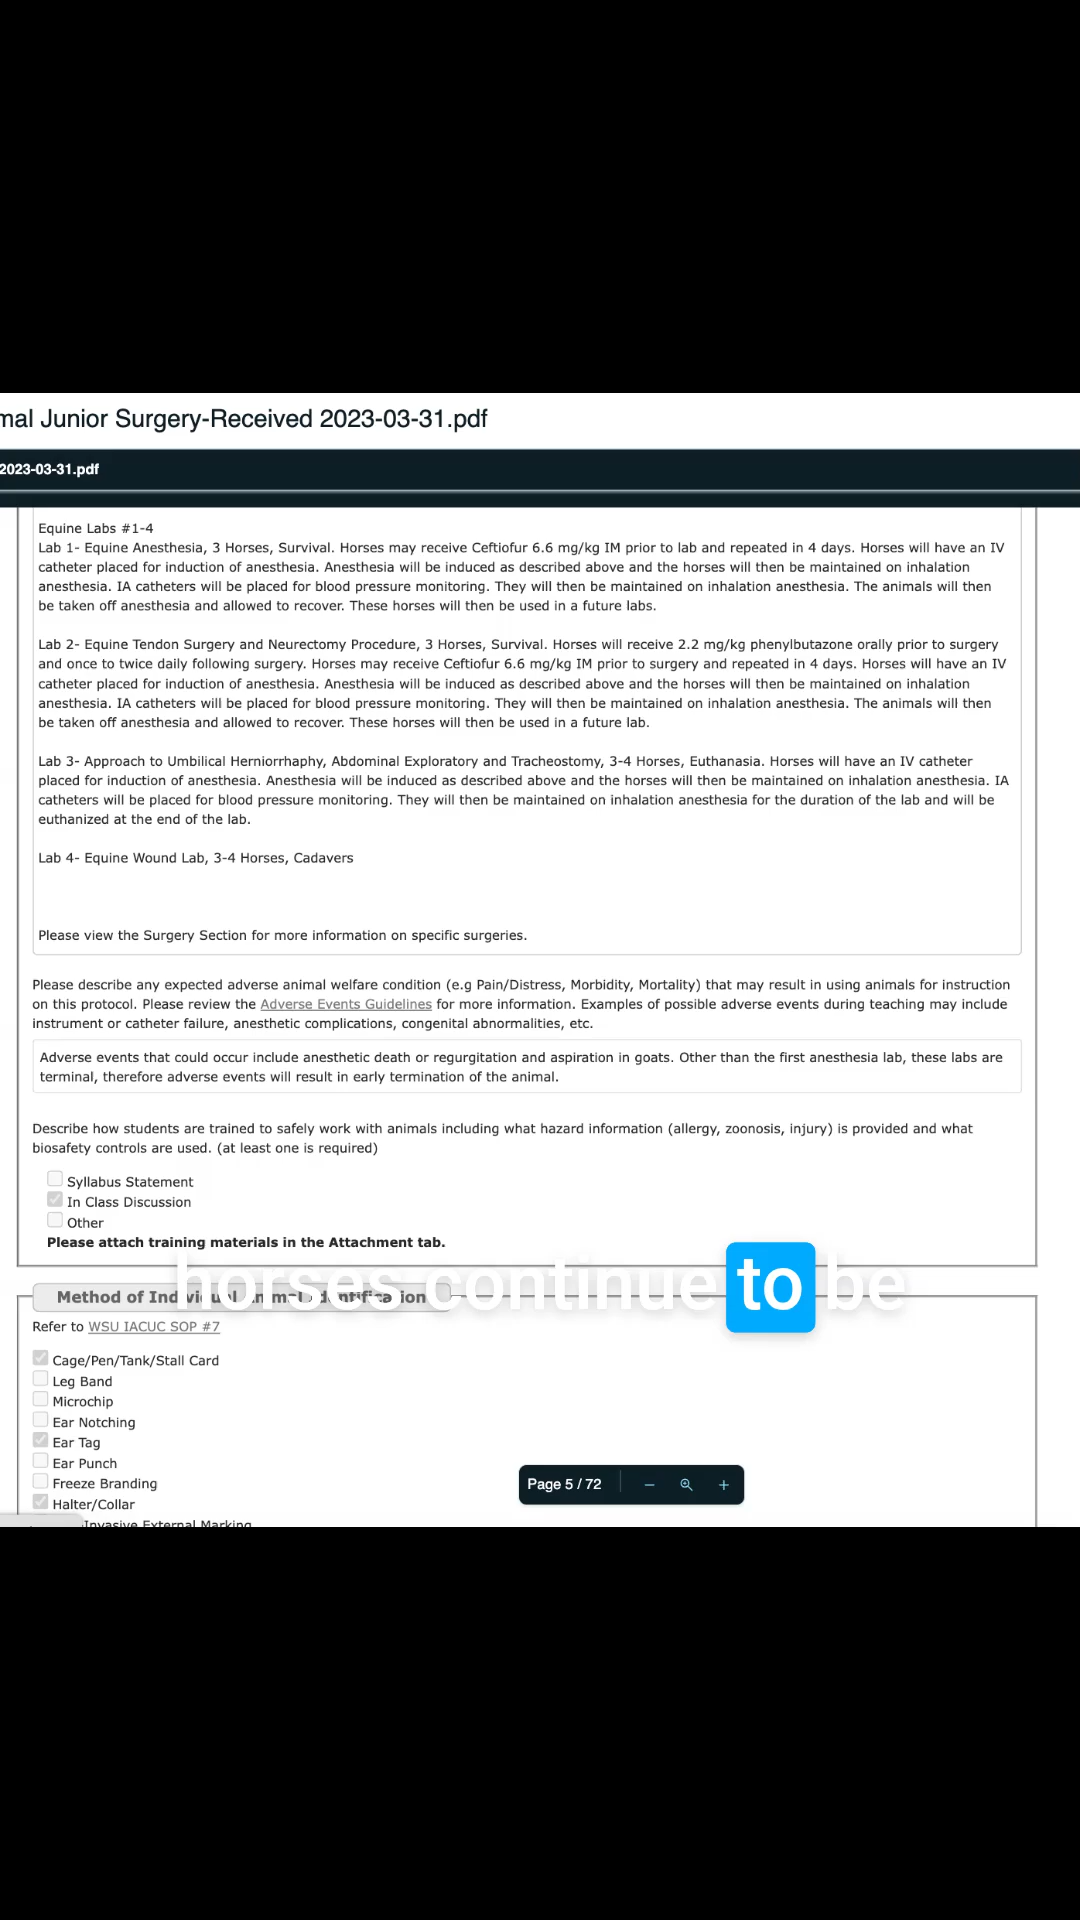 mal Junior Surgery-Received 2023-03-31.pdf
2023-03-31.pdf
Equine Labs #1-4
Lab 1- Equine Anesthesia, 3 Horses, Survival. Horses may receive Ceftiofur 6.6 mg/kg IM prior to lab and repeated in 4 days. Horses will have an IV
catheter placed for induction of anesthesia. Anesthesia will be induced as described above and the horses will then be maintained on inhalation
anesthesia. IA catheters will be placed for blood pressure monitoring. They will then be maintained on inhalation anesthesia. The animals will then
be taken off anesthesia and allowed to recover. These horses will then be used in a future labs.
Lab 2- Equine Tendon Surgery and Neurectomy Procedure, 3 Horses, Survival. Horses will receive 2.2 mg/kg phenylbutazone orally prior to surgery
and once to twice daily following surgery. Horses may receive Ceftiofur 6.6 mg/kg IM prior to surgery and repeated in 4 days. Horses will have an IV
catheter placed for induction of anesthesia. Anesthesia will be induced as described above and the horses will then be maintained on inhalation
anesthesia. IA catheters will be placed for blood pressure monitoring. They will then be maintained on inhalation anesthesia. The animals will then
be taken off anesthesia and allowed to recover. These horses will then be used in a future lab.
Lab 3- Approach to Umbilical Herniorrhaphy, Abdominal Exploratory and Tracheostomy, 3-4 Horses, Euthanasia. Horses will have an IV catheter
placed for induction of anesthesia. Anesthesia will be induced as described above and the horses will then be maintained on inhalation anesthesia. IA
catheters will be placed for blood pressure monitoring. They will then be maintained on inhalation anesthesia for the duration of the lab and will be
euthanized at the end of the lab.
Lab 4- Equine Wound Lab, 3-4 Horses, Cadavers
Please view the Surgery Section for more information on specific surgeries.
Please describe any expected adverse animal welfare condition (e.g Pain/Distress, Morbidity, Mortality) that may result in using animals for instruction
on this protocol. Please review the Adverse Events Guidelines for more information. Examples of possible adverse events during teaching may include
instrument or catheter failure, anesthetic complications, congenital abnormalities, etc.
Adverse events that could occur include anesthetic death or regurgitation and aspiration in goats. Other than the first anesthesia lab, these labs are
terminal, therefore adverse events will result in early termination of the animal.
Describe how students are trained to safely work with animals including what hazard information (allergy, zoonosis, injury) is provided and what
biosafety controls are used. (at least one is required)
Syllabus Statement
In Class Discussion
Other
Please attach training materials in the Attachment tab.
horses continue to be
Method of Individual Animal Identification
Refer to WSU IACUC SOP #7
Cage/Pen/Tank/Stall Card
Leg Band
Microchip
Ear Notching
Ear Tag
Ear Punch
Freeze Branding
Halter/Collar
Invasive External Marking
Page 5 / 72